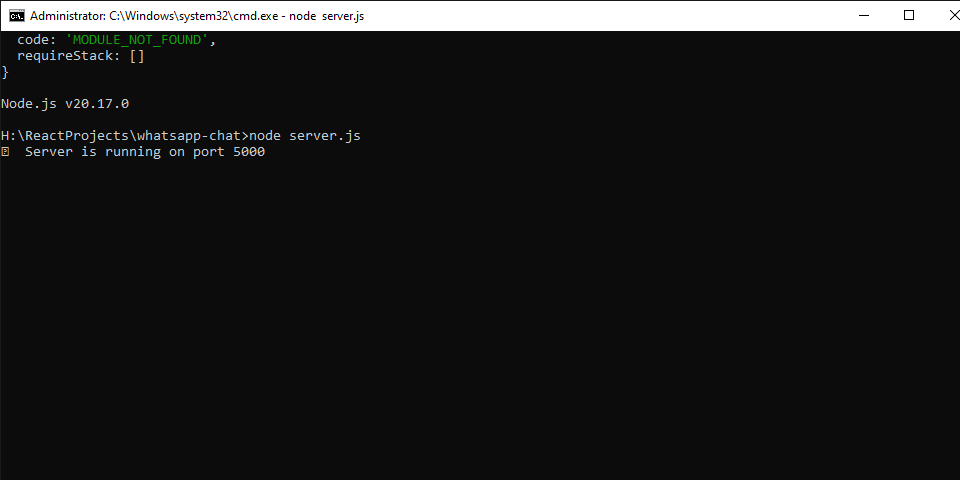 Administrator: C:\Windows\system32\cmd.exe - node  server.js
  code: 'MODULE_NOT_FOUND',
  requireStack: []
}
Node.js v20.17.0
H:\ReactProjects\whatsapp-chat>node server.js
  Server is running on port 5000